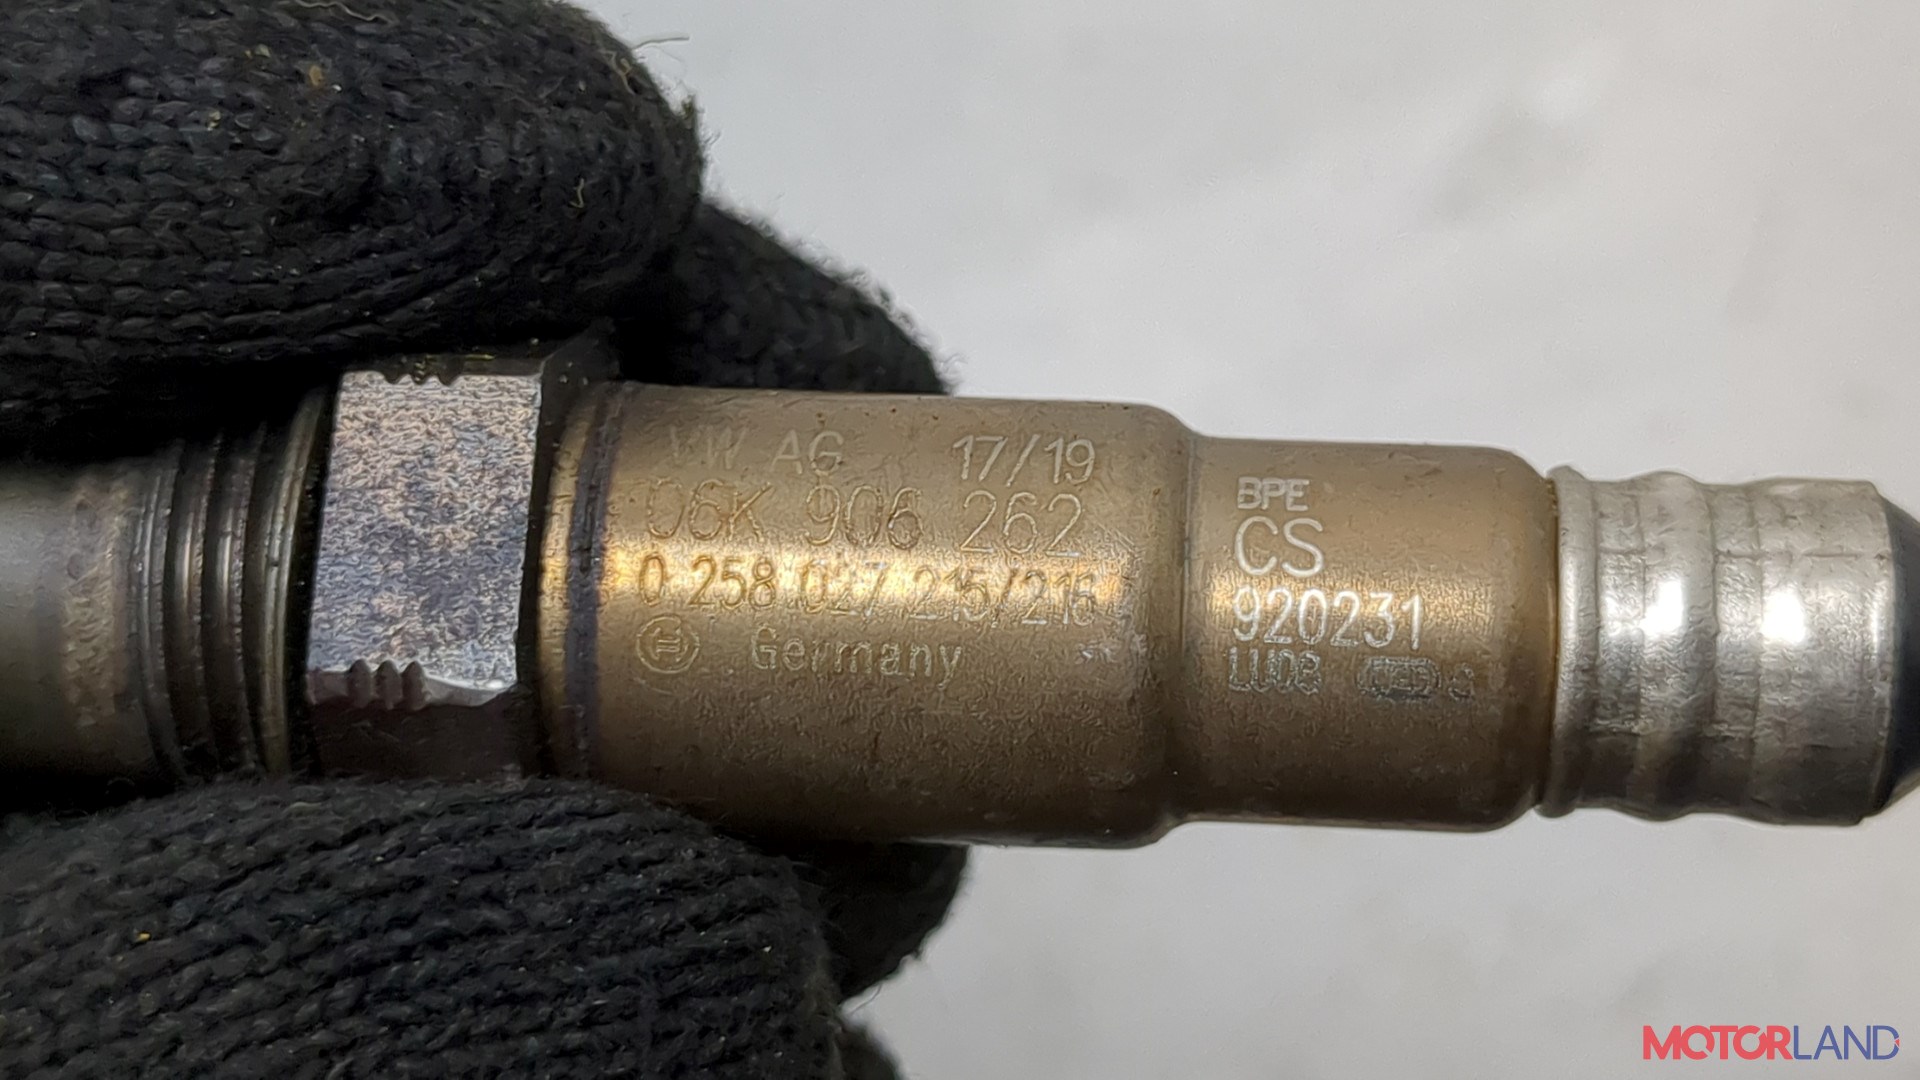 VW AG 17/19
06K 906 262
0 258 027 215/216
Germany
BPE
CS
920231
MOTORLAND